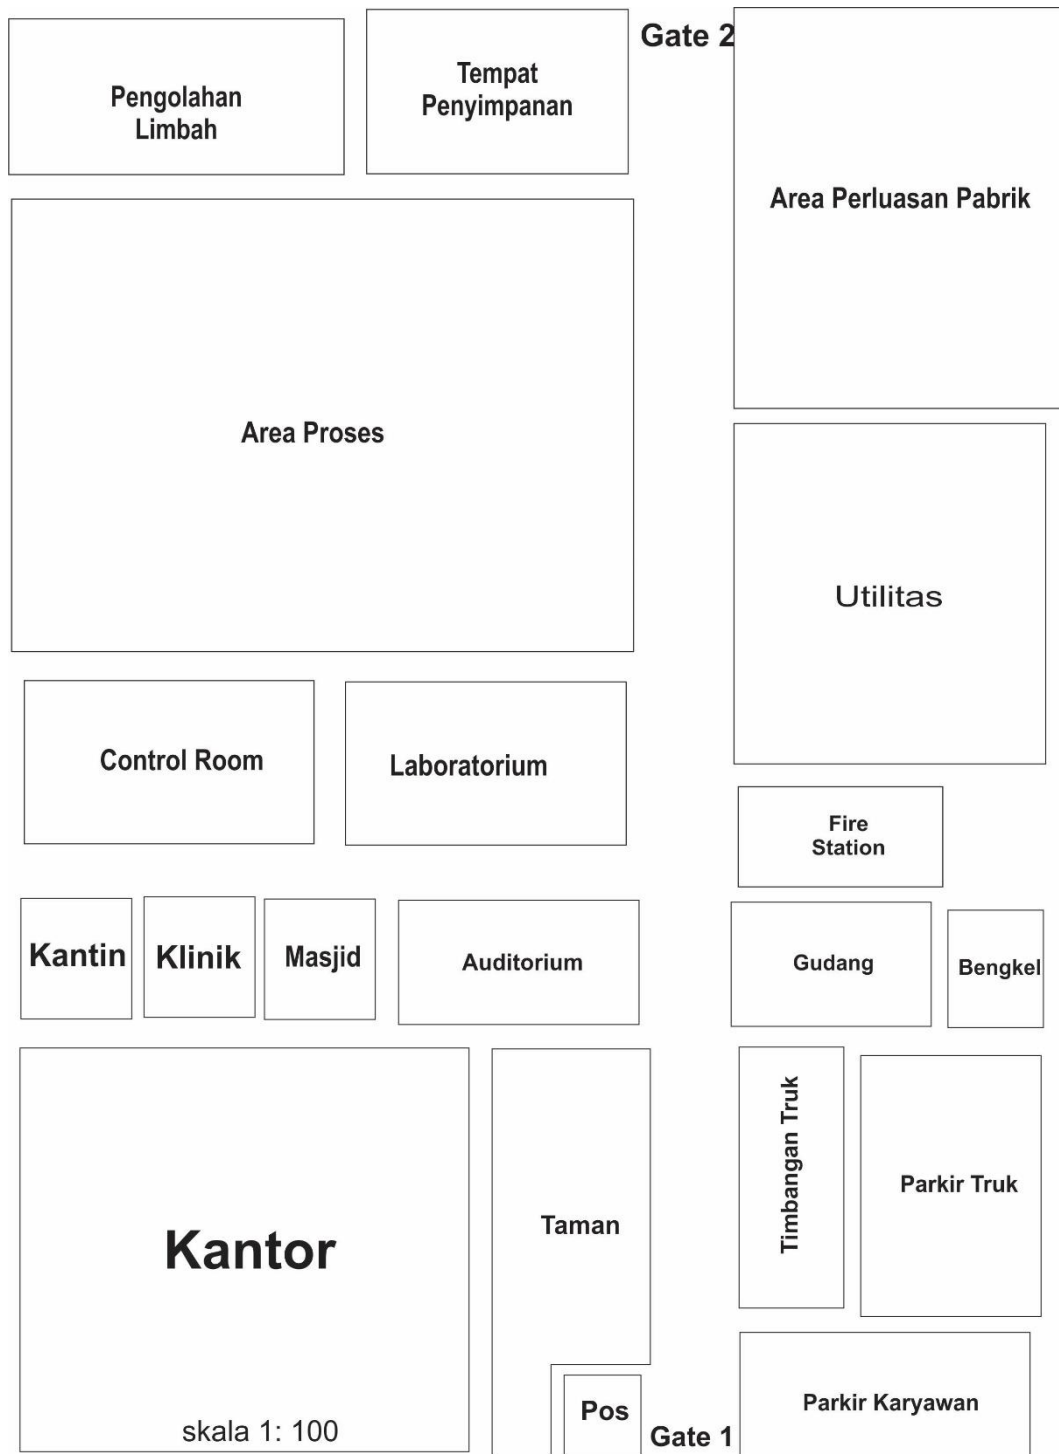 Gate 2
Pengolahan
Limbah
Tempat
Penyimpanan
Area Perluasan Pabrik
Area Proses
Utilitas
Control Room
Laboratorium
Fire
Station
Kantin
Klinik
Masjid
Auditorium
Gudang
Bengkel
Kantor
Taman
Timbangan Truk
Parkir Truk
skala 1: 100
Pos
Gate 1
Parkir Karyawan